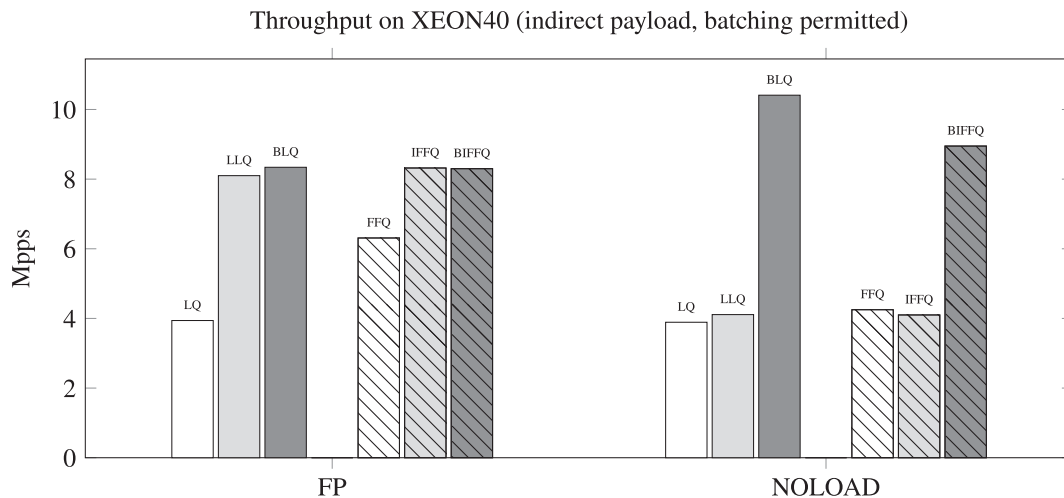 Throughput on XEON40 (indirect payload, batching permitted)
Mpps
10
8
6
4
2
0
LQ
LLQ
BLQ
FFQ
IFFQ
BIFFQ
LQ
LLQ
BLQ
FFQ
IFFQ
BIFFQ
FP
NOLOAD